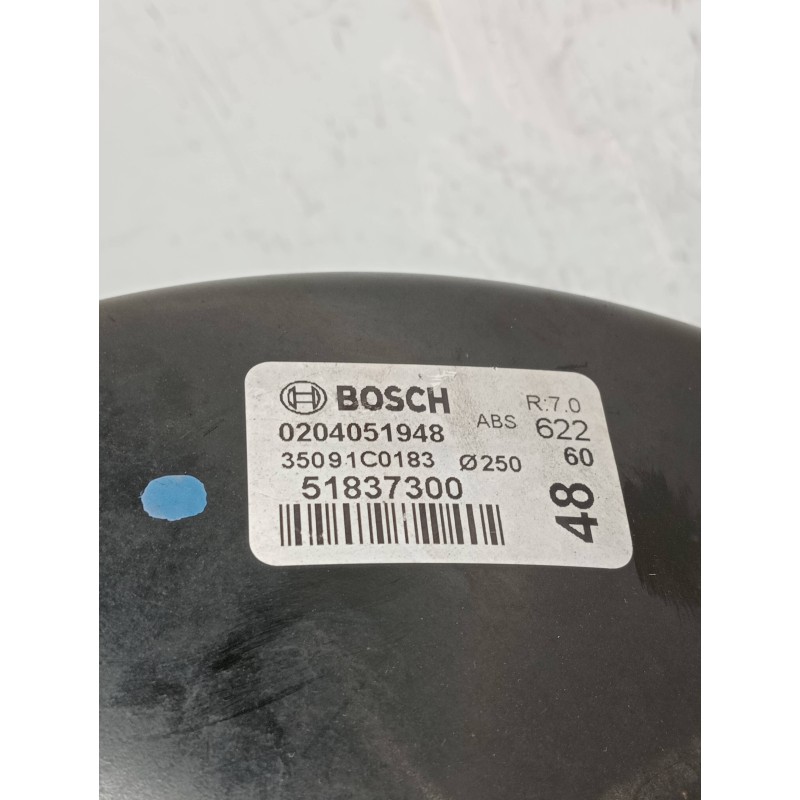 BOSCH R:7.0
0204051948 ABS 622
35091C0183 Ø250 60
51837300
48